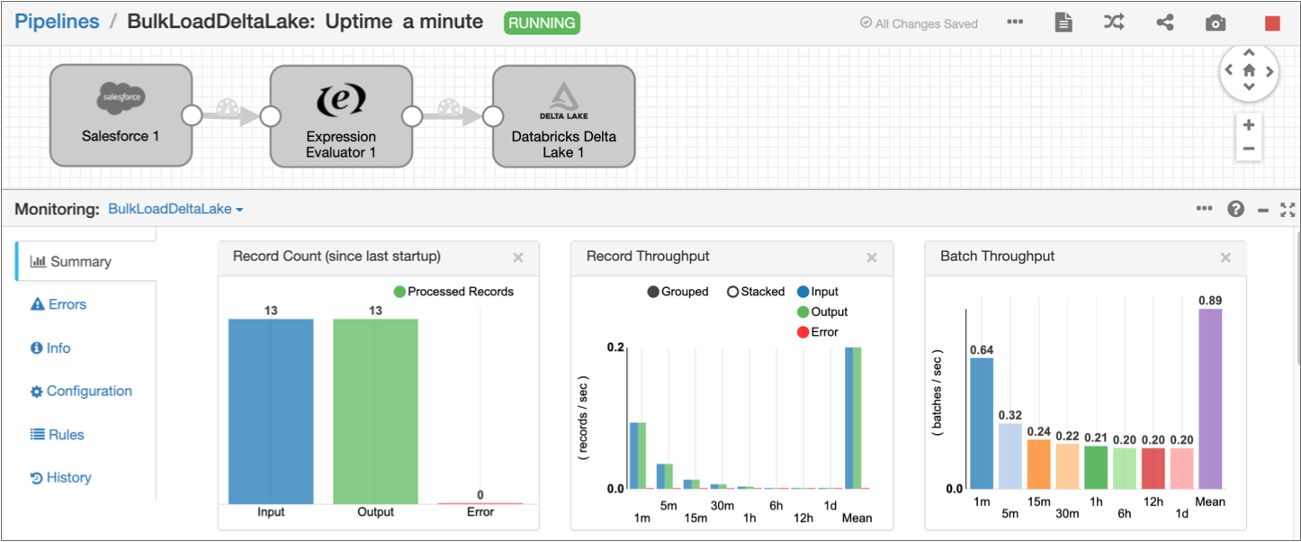 Pipelines / BulkLoadDeltaLake: Uptime a minute RUNNING All Changes Saved
salesforce
Salesforce 1
e
Expression
Evaluator 1
DELTA LAKE
Databricks Delta
Lake 1
Monitoring: BulkLoadDeltaLake
Summary
Errors
Info
Configuration
Rules
History
Record Count (since last startup)
Processed Records
13
13
0
Input
Output
Error
Record Throughput
Grouped
Stacked
Input
Output
Error
0.2
( records / sec )
0.0
1m
5m
15m
30m
1h
6h
12h
1d
Mean
Batch Throughput
( batches / sec )
0.0
0.64
0.32
0.24
0.22
0.21
0.20
0.20
0.20
0.89
1m
5m
15m
30m
1h
6h
12h
1d
Mean